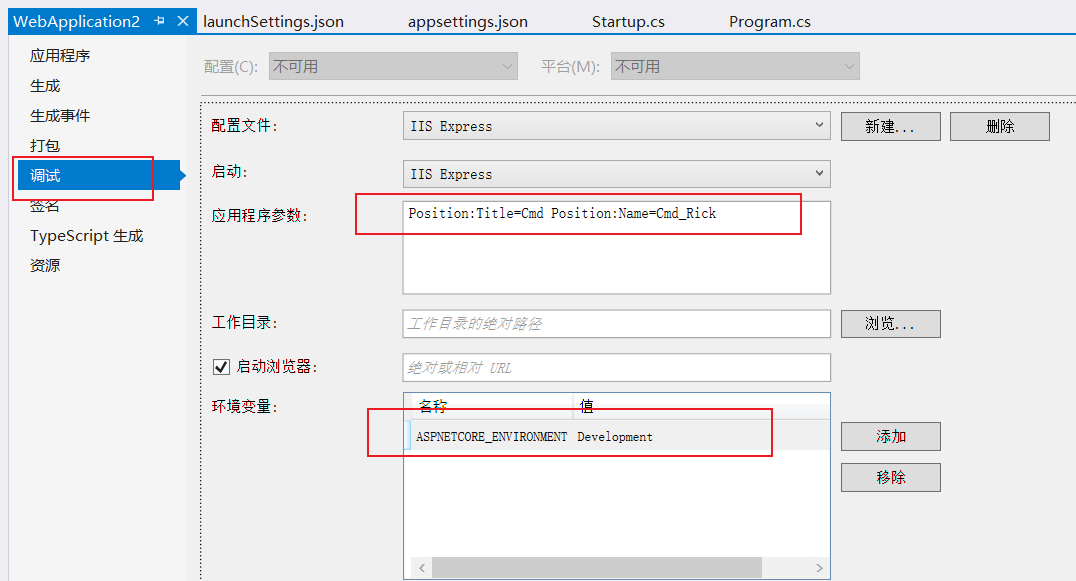 WebApplication2 launchSettings.json appsettings.json Startup.cs Program.cs
应用程序
生成
生成事件
打包
调试
签名
TypeScript 生成
资源
配置(C): 不可用 平台(M): 不可用
配置文件: IIS Express 新建... 删除
启动: IIS Express
应用程序参数: Position:Title=Cmd Position:Name=Cmd_Rick
工作目录: 工作目录的绝对路径 浏览...
启动浏览器: 绝对或相对 URL
环境变量: 名称 值
ASPNETCORE_ENVIRONMENT Development 添加
移除